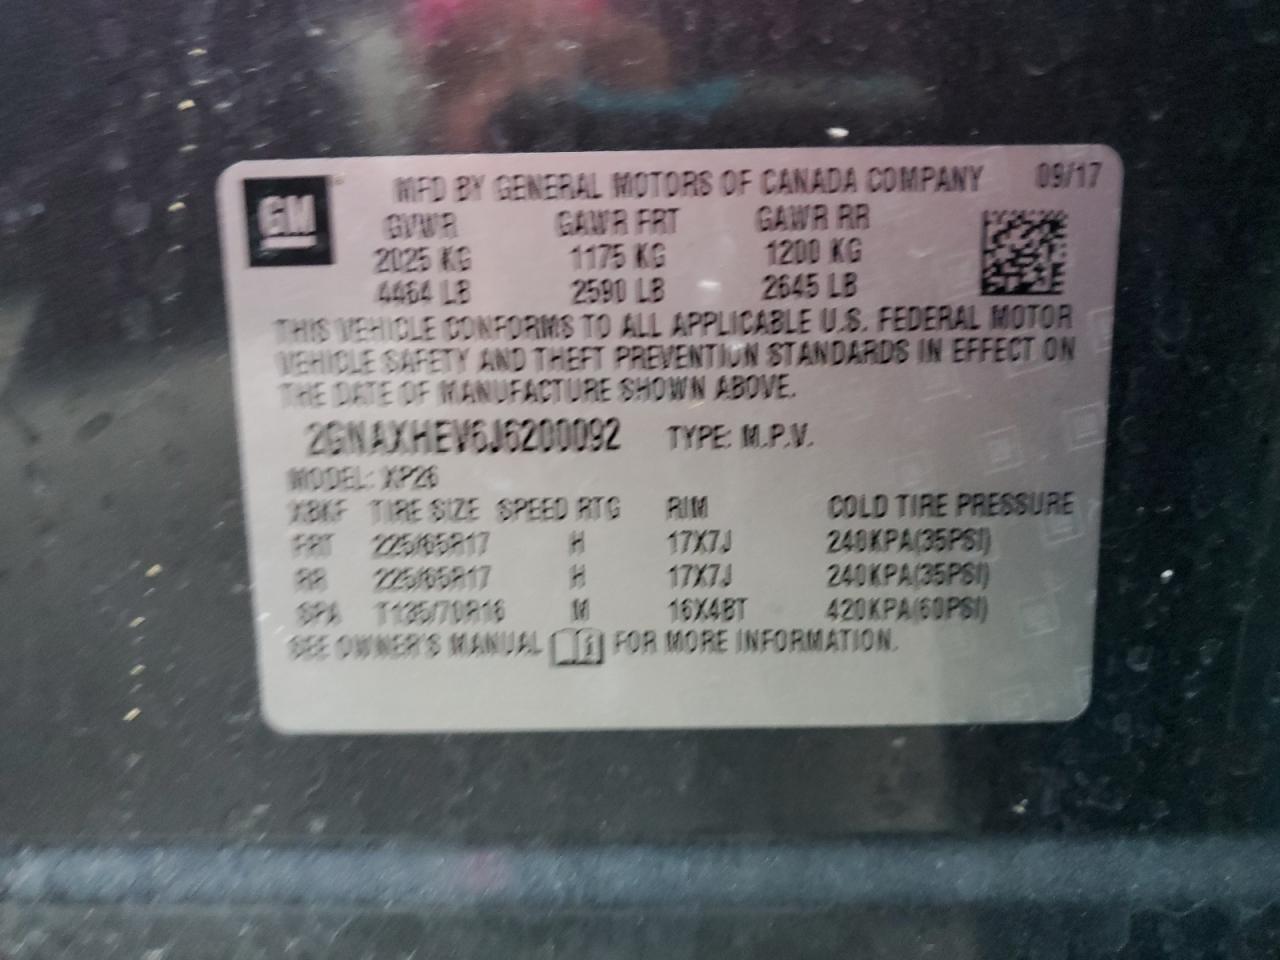 GM MFD BY GENERAL MOTORS OF CANADA COMPANY 09/17
GVWR GAWR FRT GAWR RR
2025 KG 1175 KG 1200 KG
4464 LB 2590 LB 2645 LB
THIS VEHICLE CONFORMS TO ALL APPLICABLE U.S. FEDERAL MOTOR
VEHICLE SAFETY AND THEFT PREVENTION STANDARDS IN EFFECT ON
THE DATE OF MANUFACTURE SHOWN ABOVE.
2GNAXHEV6J6200092 TYPE: M.P.V.
MODEL: XP26
XBKF TIRE SIZE SPEED RTG RIM COLD TIRE PRESSURE
FRT 225/65R17 H 17X7J 240KPA(35PSI)
RR 225/65R17 H 17X7J 240KPA(35PSI)
SPA T135/70R16 M 16X4BT 420KPA(60PSI)
SEE OWNER'S MANUAL FOR MORE INFORMATION.